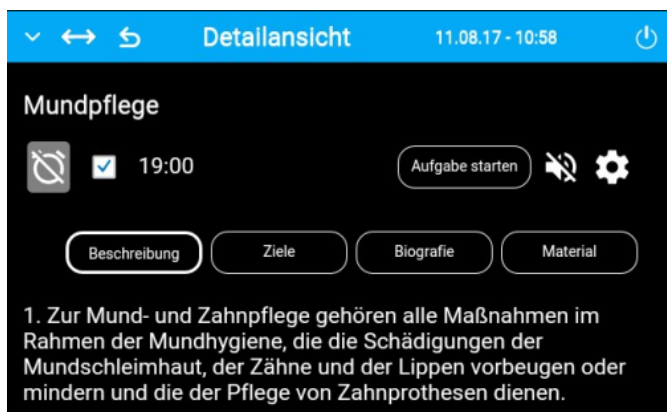 Detailansicht 11.08.17 - 10:58
Mundpflege
19:00 Aufgabe starten
Beschreibung Ziele Biografie Material
1. Zur Mund- und Zahnpflege gehören alle Maßnahmen im
Rahmen der Mundhygiene, die die Schädigungen der
Mundschleimhaut, der Zähne und der Lippen vorbeugen oder
mindern und die der Pflege von Zahnprothesen dienen.